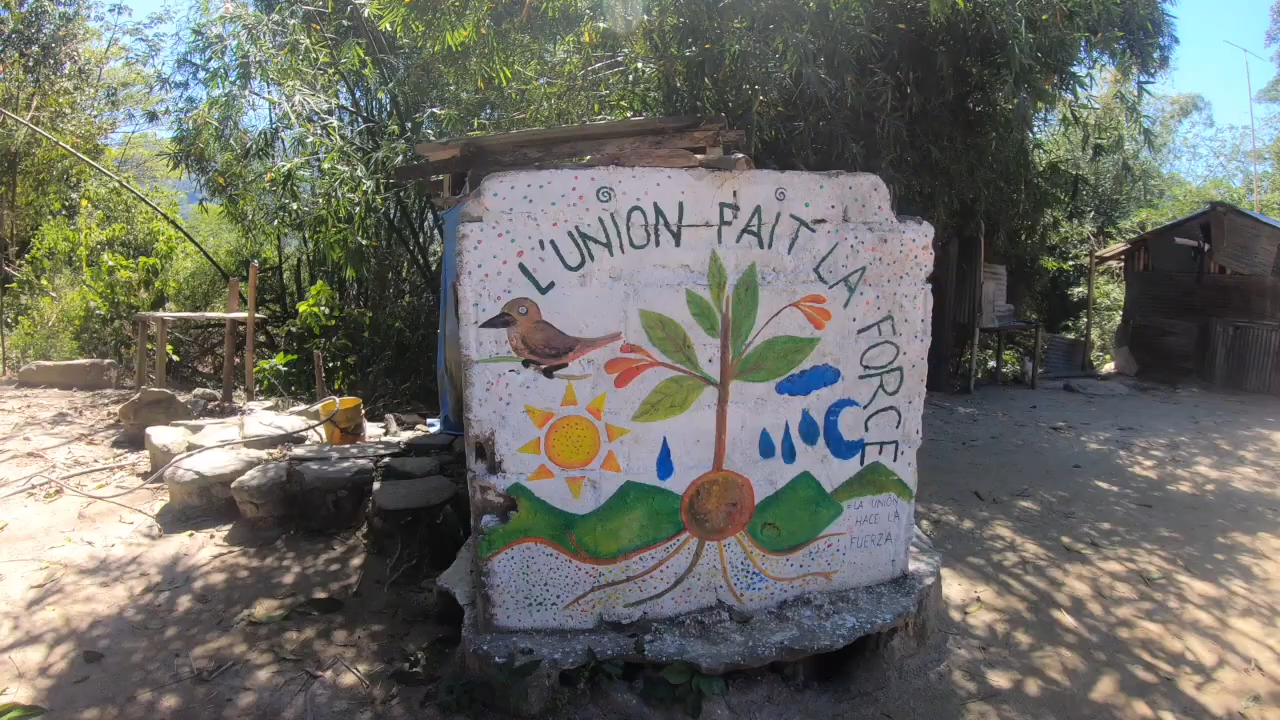 L'UNION FAIT LA FORCE
=LA UNIÓN
HACE LA
FUERZA.